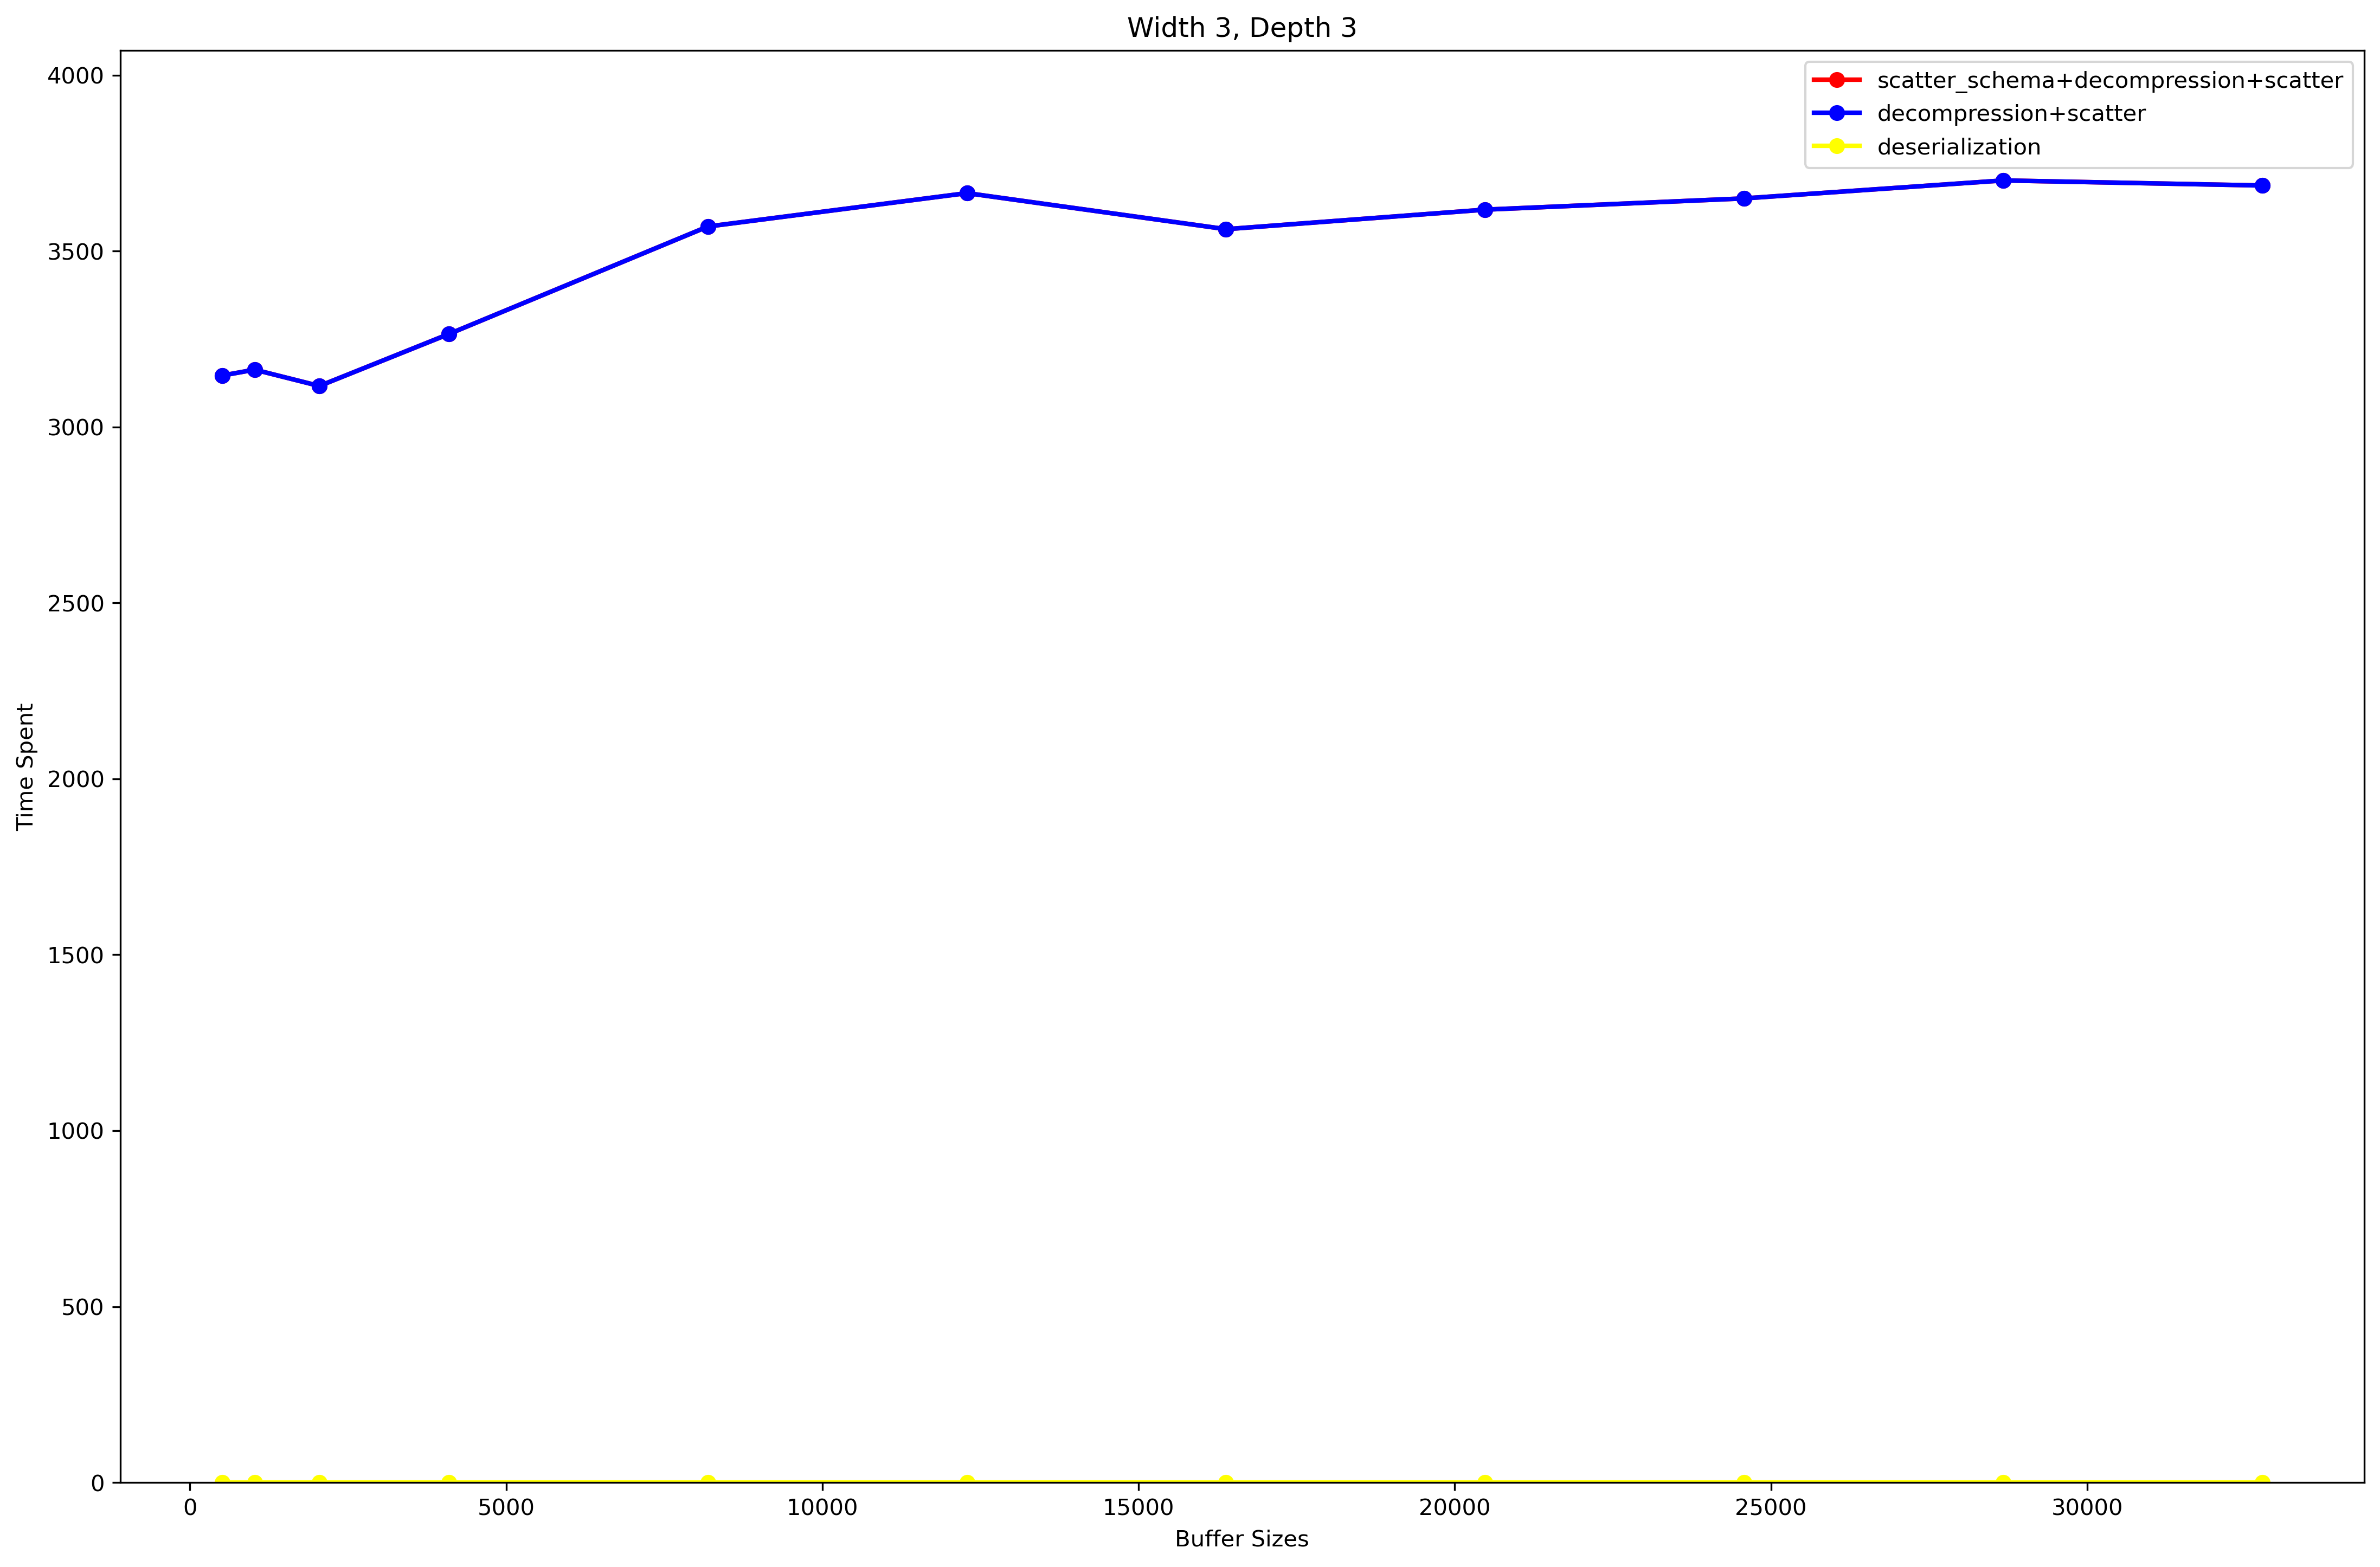 Width 3, Depth 3
scatter_schema+decompression+scatter
decompression+scatter
deserialization
4000
3500
3000
2500
2000
1500
1000
500
0
Time Spent
0 5000 10000 15000 20000 25000 30000
Buffer Sizes